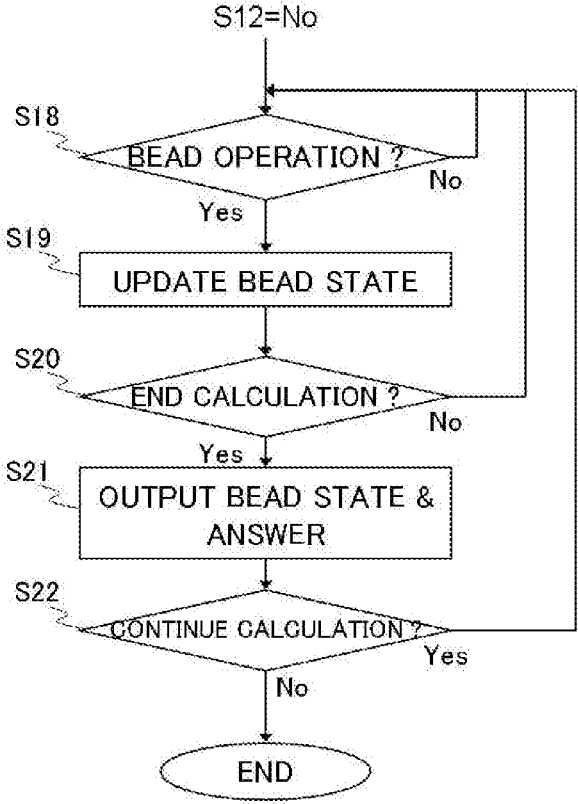 S12=No
S18
BEAD OPERATION ?
No
Yes
S19
UPDATE BEAD STATE
S20
END CALCULATION ?
No
Yes
S21
OUTPUT BEAD STATE &
ANSWER
S22
CONTINUE CALCULATION ?
Yes
No
END